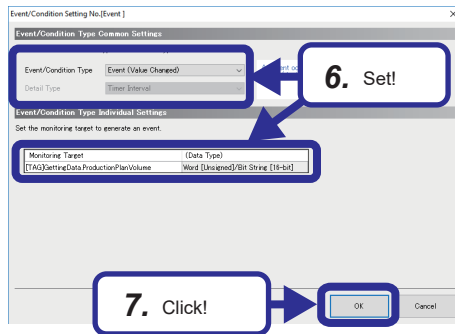 Event/Condition Setting No.[Event ]
Event/Condition Type Common Settings
Event/Condition Type Event (Value Changed)
Detail Type Timer Interval
6. Set!
Event/Condition Type Individual Settings
Set the monitoring target to generate an event.
Monitoring Target (Data Type)
[TAG]GettingData.ProductionPlanVolume Word [Unsigned]/Bit String [16-bit]
7. Click!
OK Cancel